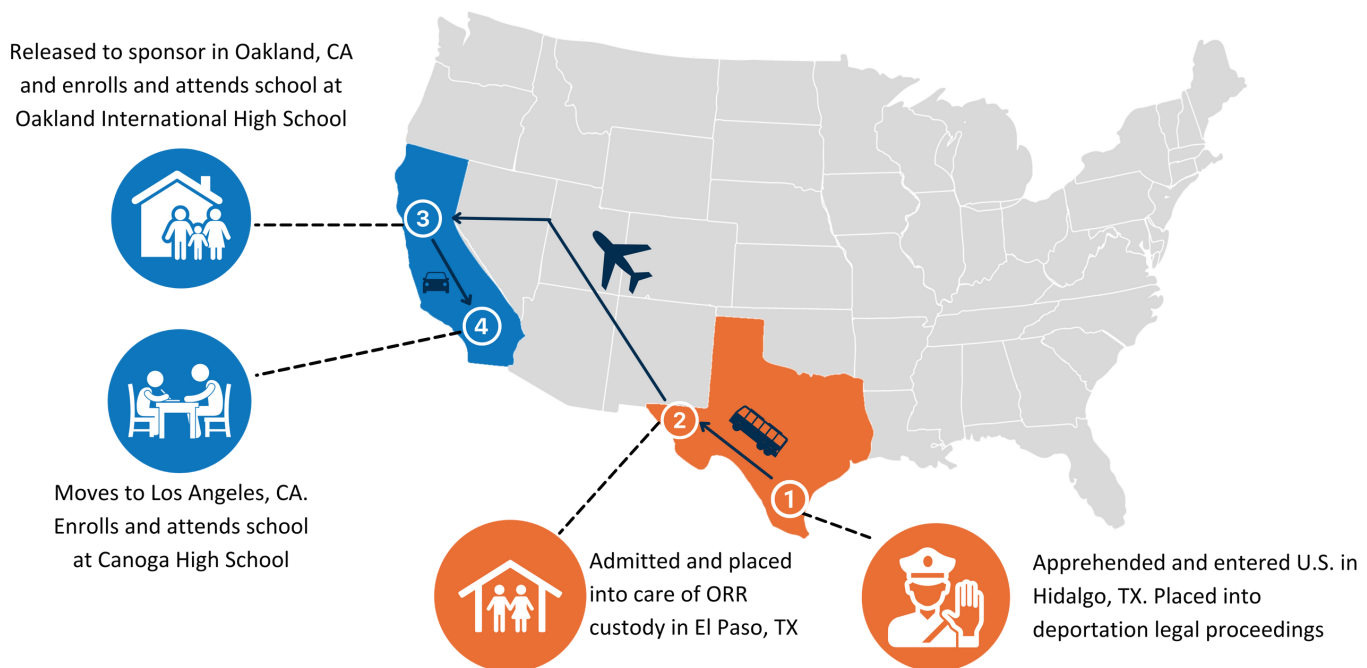 Released to sponsor in Oakland, CA
and enrolls and attends school at
Oakland International High School
3
4
Moves to Los Angeles, CA.
Enrolls and attends school
at Canoga High School
2
1
Admitted and placed
into care of ORR
custody in El Paso, TX
Apprehended and entered U.S. in
Hidalgo, TX. Placed into
deportation legal proceedings